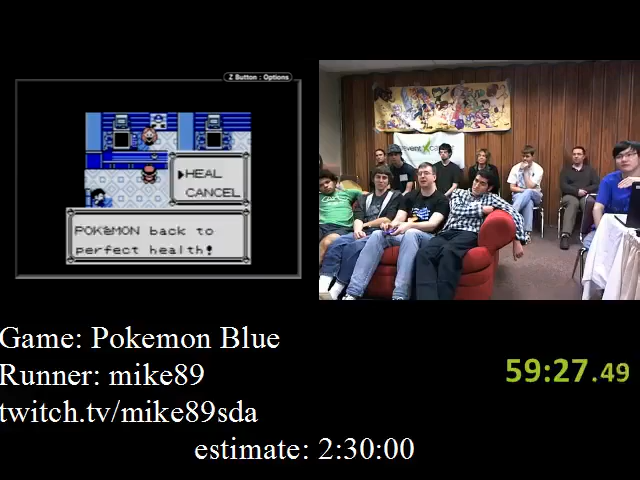 Z Button : Options
▶HEAL
CANCEL
POKéMON back to
perfect health!
Game: Pokemon Blue
Runner: mike89
twitch.tv/mike89sda
estimate: 2:30:00
59:27.49